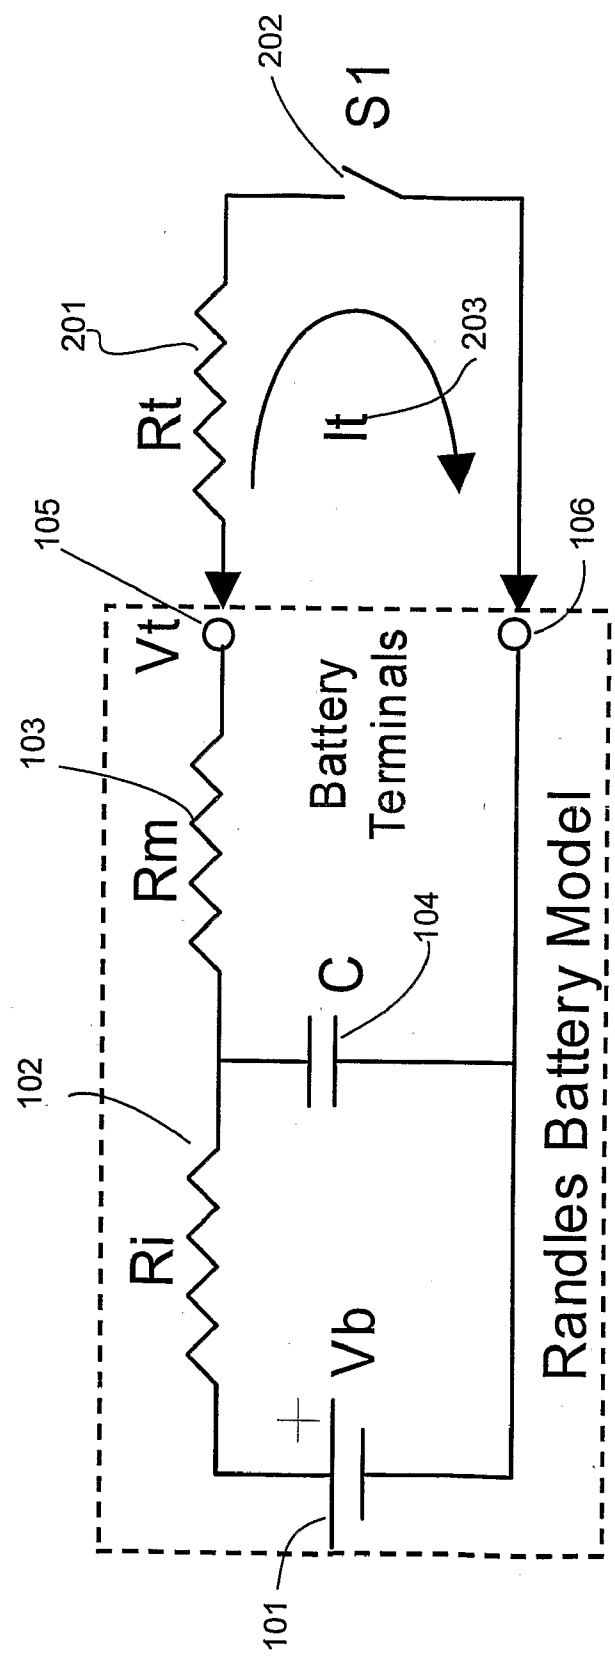 101
Vb
+
Ri
102
C
104
Rm
103
Battery
Terminals
Vt
105
106
Rt
201
It
203
S1
202
Randles Battery Model